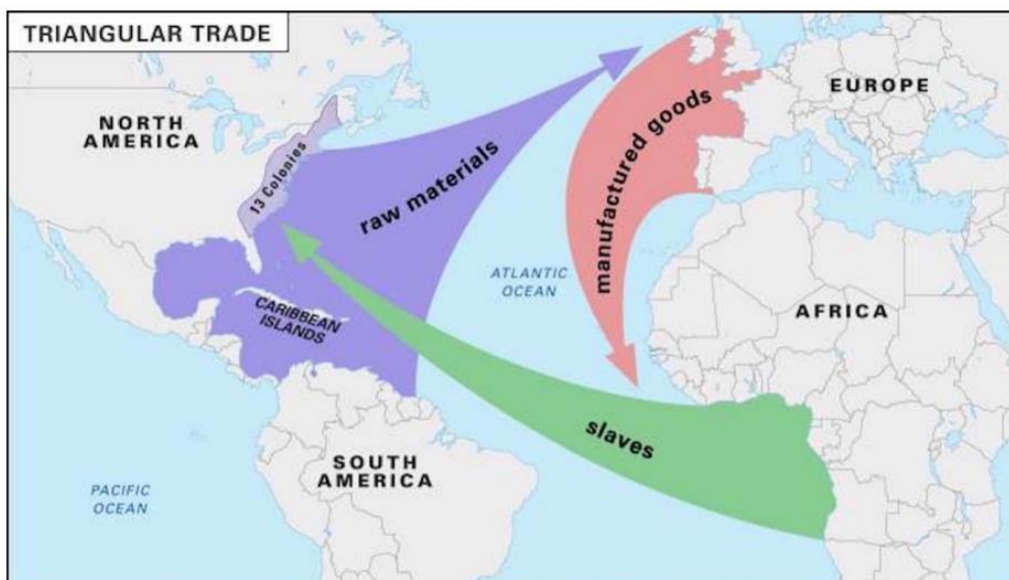 TRIANGULAR TRADE
NORTH
AMERICA
EUROPE
13 Colonies
raw materials
manufactured goods
ATLANTIC
OCEAN
CARIBBEAN
ISLANDS
AFRICA
slaves
SOUTH
AMERICA
PACIFIC
OCEAN